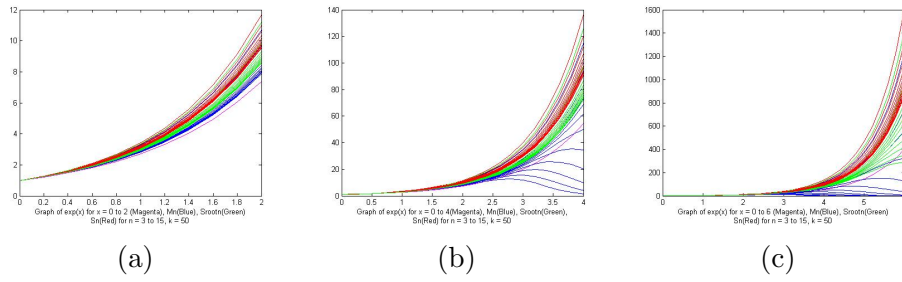 12
10
8
6
4
2
0
0 0.2 0.4 0.6 0.8 1 1.2 1.4 1.6 1.8 2
Graph of exp(x) for x = 0 to 2 (Magenta), Mn(Blue), Srootn(Green)
Sn(Red) for n = 3 to 15, k = 50
(a)
140
120
100
80
60
40
20
0
0 0.5 1 1.5 2 2.5 3 3.5 4
Graph of exp(x) for x = 0 to 4(Magenta), Mn(Blue), Srootn(Green),
Sn(Red) for n = 3 to 15, k = 50
(b)
1600
1400
1200
1000
800
600
400
200
0
0 1 2 3 4 5
Graph of exp(x) for x = 0 to 6 (Magenta), Mn(Blue), Srootn(Green)
Sn(Red) for n = 3 to 15, k = 50
(c)